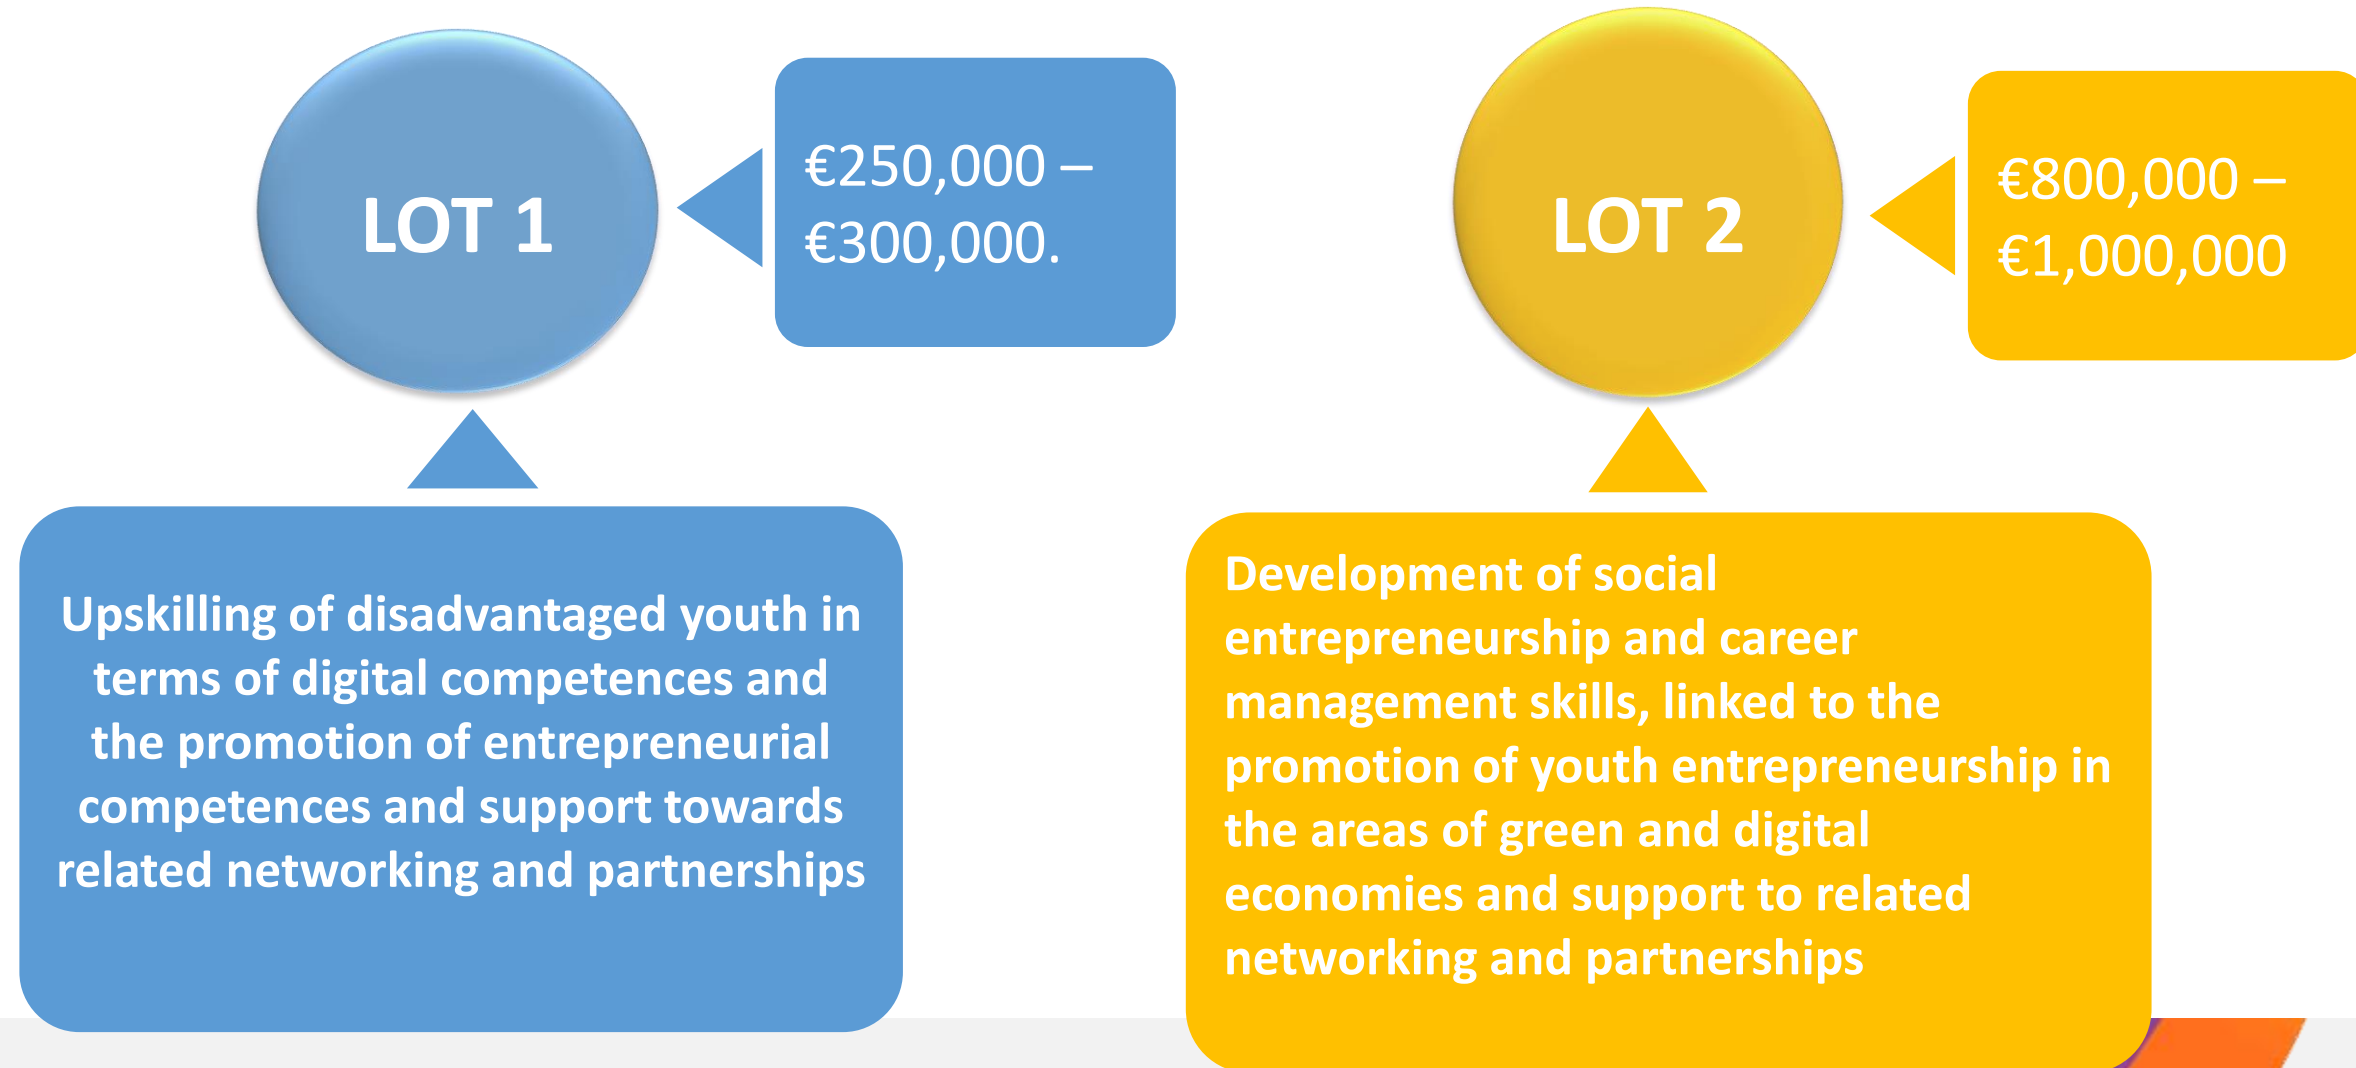 LOT 1
€250,000 –
€300,000.
Upskilling of disadvantaged youth in
terms of digital competences and
the promotion of entrepreneurial
competences and support towards
related networking and partnerships
LOT 2
€800,000 –
€1,000,000
Development of social
entrepreneurship and career
management skills, linked to the
promotion of youth entrepreneurship in
the areas of green and digital
economies and support to related
networking and partnerships